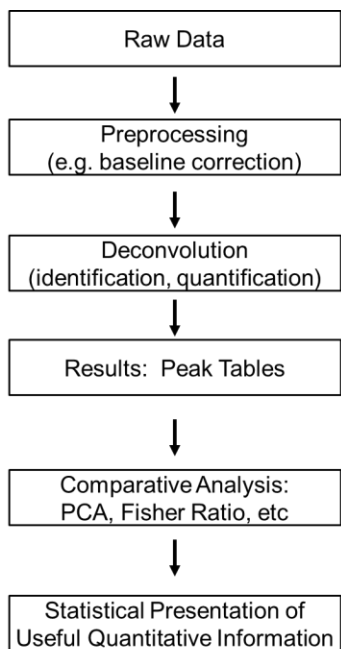 Raw Data
Preprocessing
(e.g. baseline correction)
Deconvolution
(identification, quantification)
Results:  Peak Tables
Comparative Analysis:
PCA, Fisher Ratio, etc
Statistical Presentation of
Useful Quantitative Information